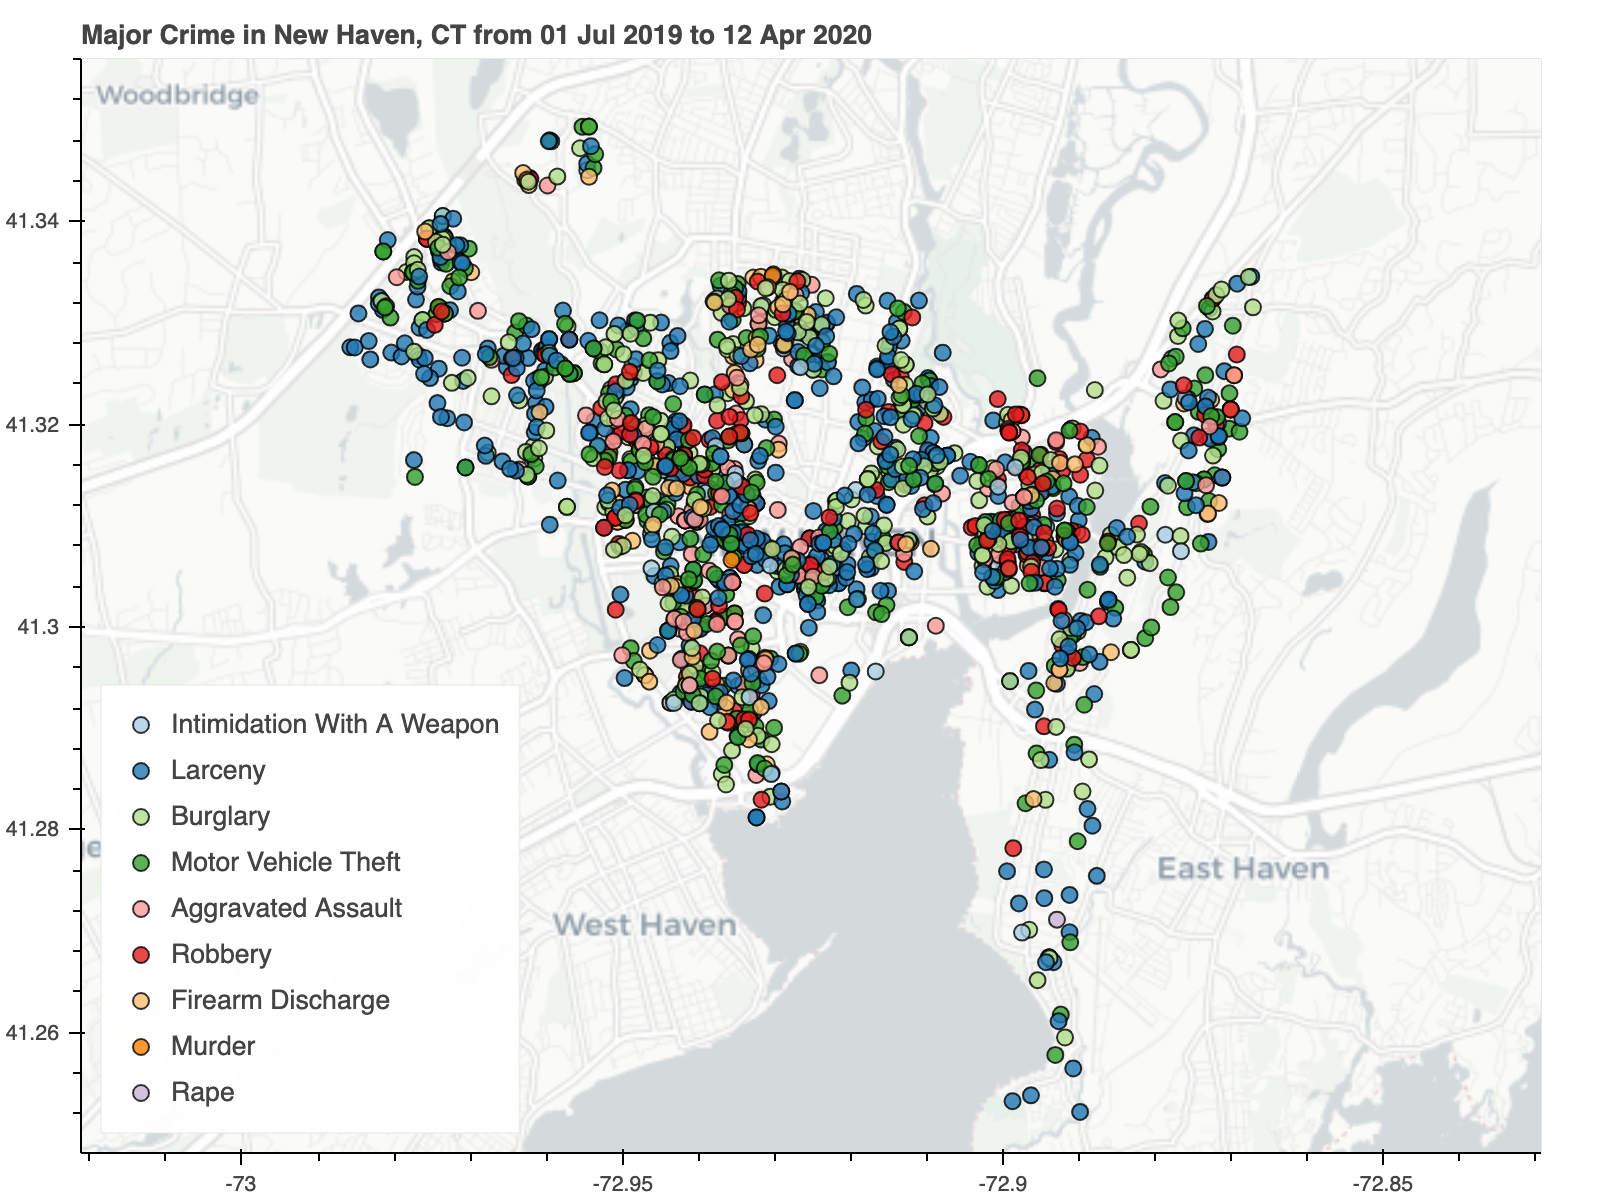 Major Crime in New Haven, CT from 01 Jul 2019 to 12 Apr 2020
Woodbridge
41.34
41.32
41.3
41.28
41.26
Intimidation With A Weapon
Larceny
Burglary
Motor Vehicle Theft
Aggravated Assault
Robbery
Firearm Discharge
Murder
Rape
West Haven
East Haven
-73
-72.95
-72.9
-72.85